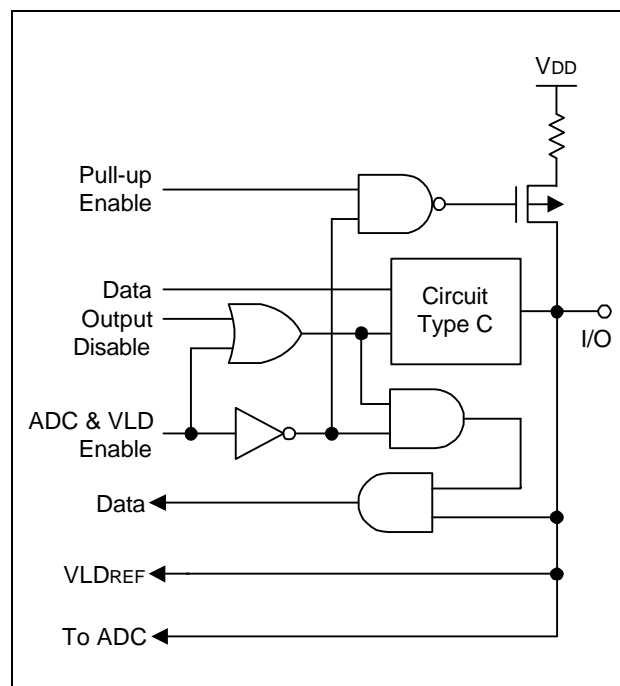 VDD
Pull-up
Enable
Data
Output
Disable
Circuit
Type C
I/O
ADC & VLD
Enable
Data
VLDREF
To ADC